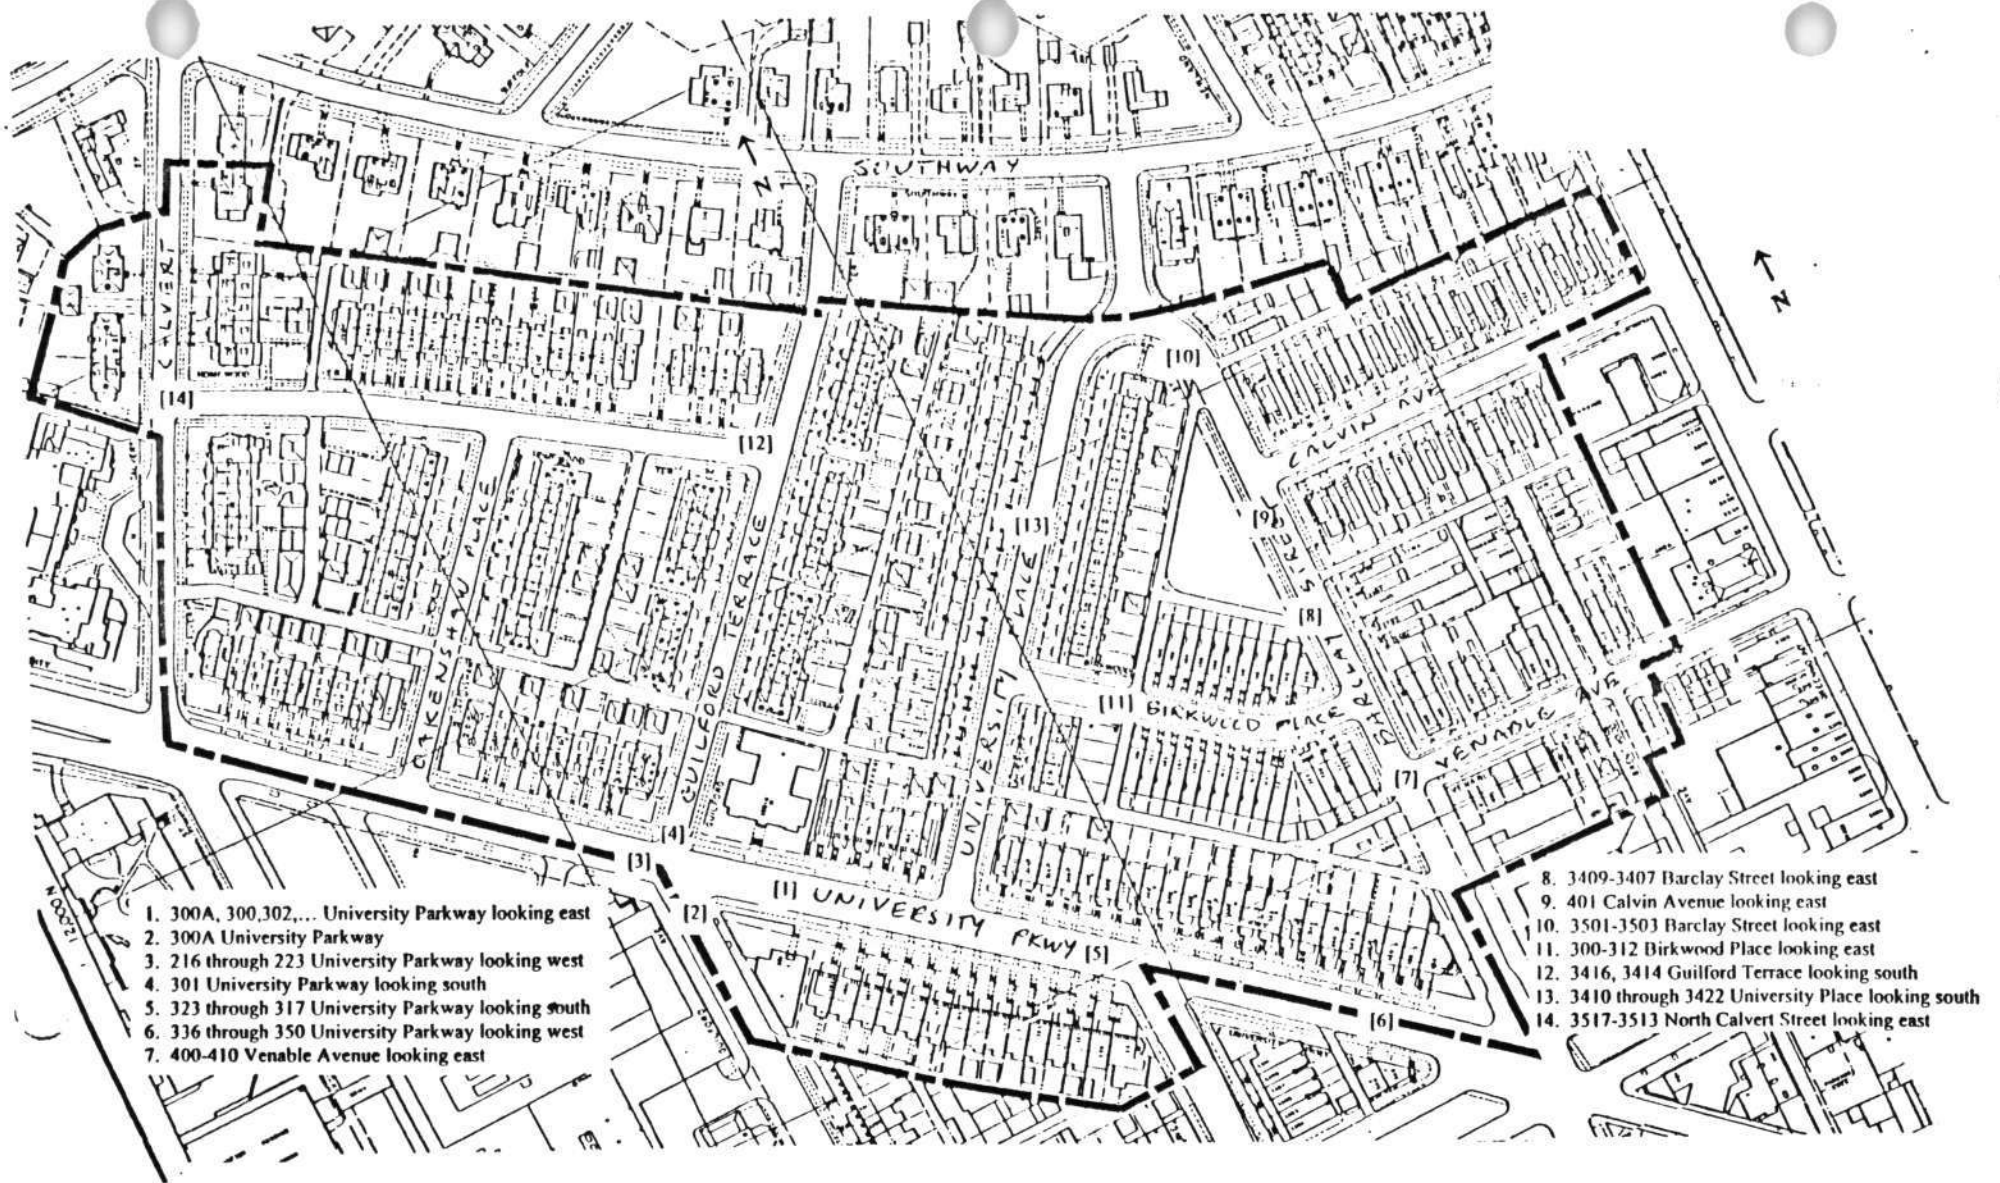 SOUTHWAY
N
N
CALVERT
[10]
[14]
[12]
CALVIN AVE
[13]
[9]
OAKENSHAW PLACE
GUILFORD TERRACE
UNIVERSITY PLACE
BARCLAY STREET
[8]
[11] BIRKWOOD PLACE
VENABLE AVE
[7]
[4]
[3]
[1] UNIVERSITY PKWY [5]
[2]
[6]
1. 300A, 300,302,... University Parkway looking east
2. 300A University Parkway
3. 216 through 223 University Parkway looking west
4. 301 University Parkway looking south
5. 323 through 317 University Parkway looking south
6. 336 through 350 University Parkway looking west
7. 400-410 Venable Avenue looking east
8. 3409-3407 Barclay Street looking east
9. 401 Calvin Avenue looking east
10. 3501-3503 Barclay Street looking east
11. 300-312 Birkwood Place looking east
12. 3416, 3414 Guilford Terrace looking south
13. 3410 through 3422 University Place looking south
14. 3517-3513 North Calvert Street looking east